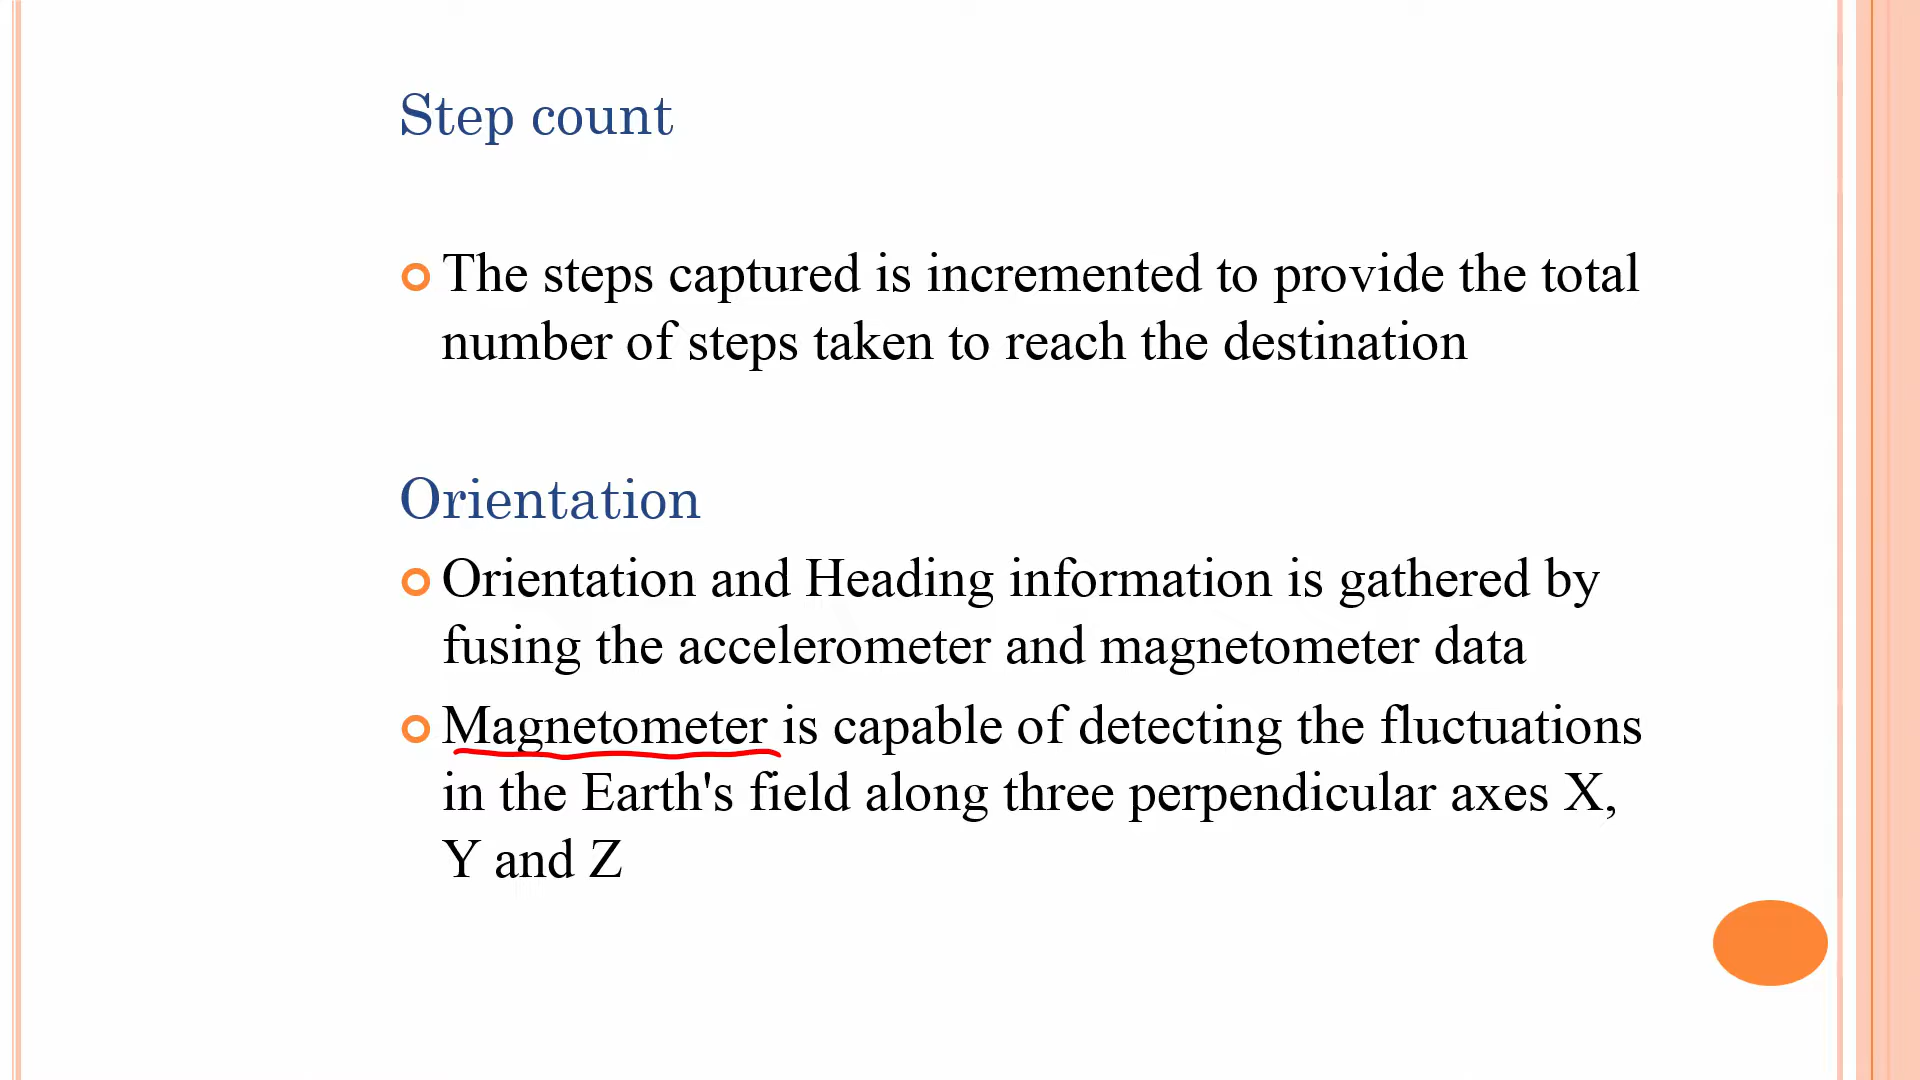 Step count
The steps captured is incremented to provide the total
number of steps taken to reach the destination
Orientation
Orientation and Heading information is gathered by
fusing the accelerometer and magnetometer data
Magnetometer is capable of detecting the fluctuations
in the Earth's field along three perpendicular axes X,
Y and Z